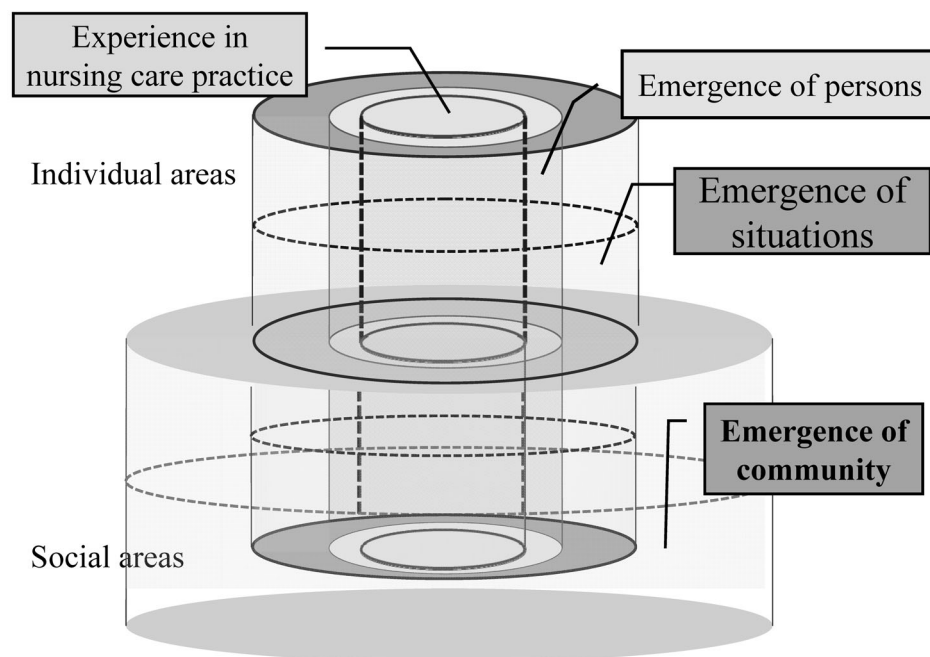 Experience in
nursing care practice
Emergence of persons
Individual areas
Emergence of
situations
Emergence of
community
Social areas